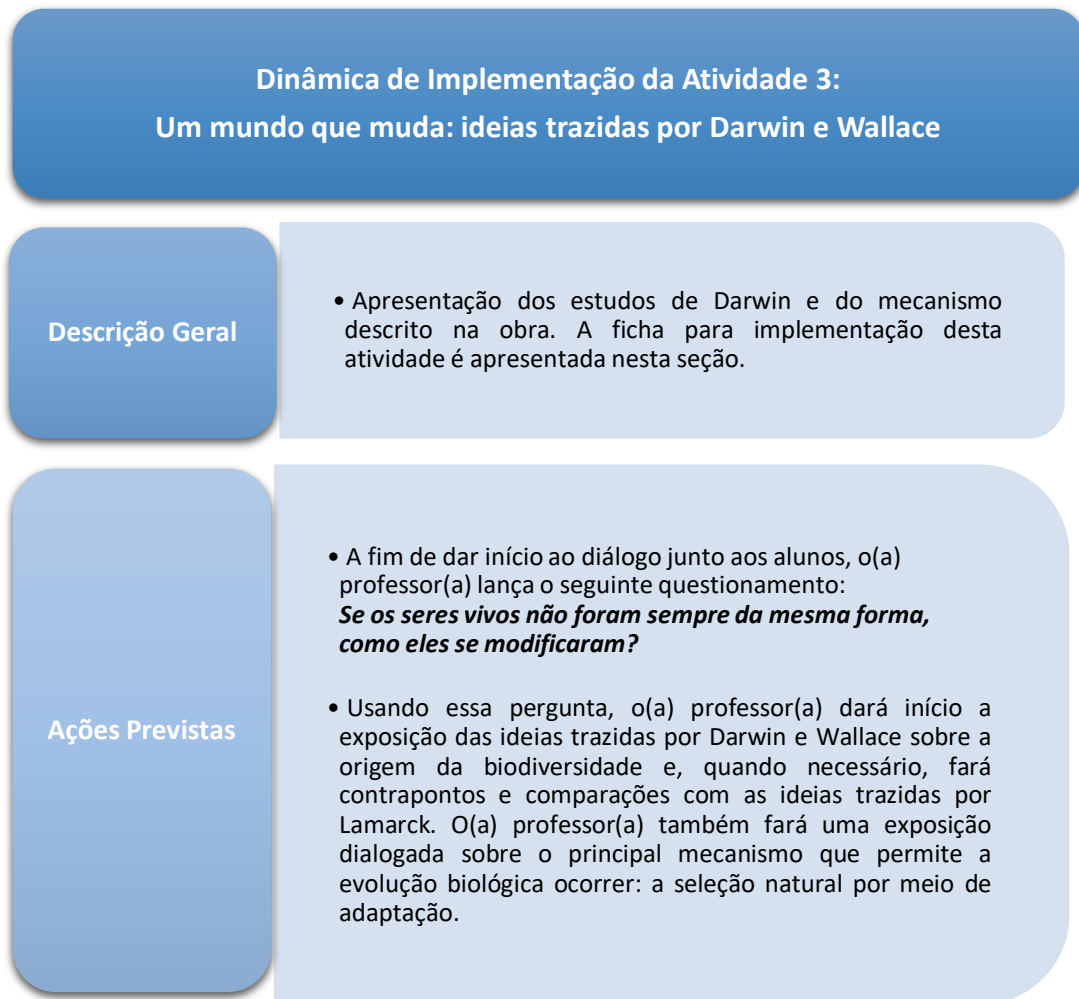 Dinâmica de Implementação da Atividade 3:
Um mundo que muda: ideias trazidas por Darwin e Wallace
Descrição Geral
• Apresentação dos estudos de Darwin e do mecanismo
descrito na obra. A ficha para implementação desta
atividade é apresentada nesta seção.
Ações Previstas
• A fim de dar início ao diálogo junto aos alunos, o(a)
professor(a) lança o seguinte questionamento:
Se os seres vivos não foram sempre da mesma forma,
como eles se modificaram?
• Usando essa pergunta, o(a) professor(a) dará início a
exposição das ideias trazidas por Darwin e Wallace sobre a
origem da biodiversidade e, quando necessário, fará
contrapontos e comparações com as ideias trazidas por
Lamarck. O(a) professor(a) também fará uma exposição
dialogada sobre o principal mecanismo que permite a
evolução biológica ocorrer: a seleção natural por meio de
adaptação.